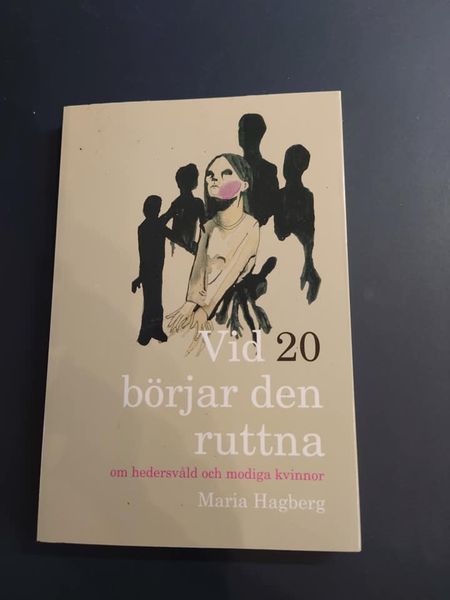 Vid 20
börjar den
ruttna
om hedersvåld och modiga kvinnor
Maria Hagberg